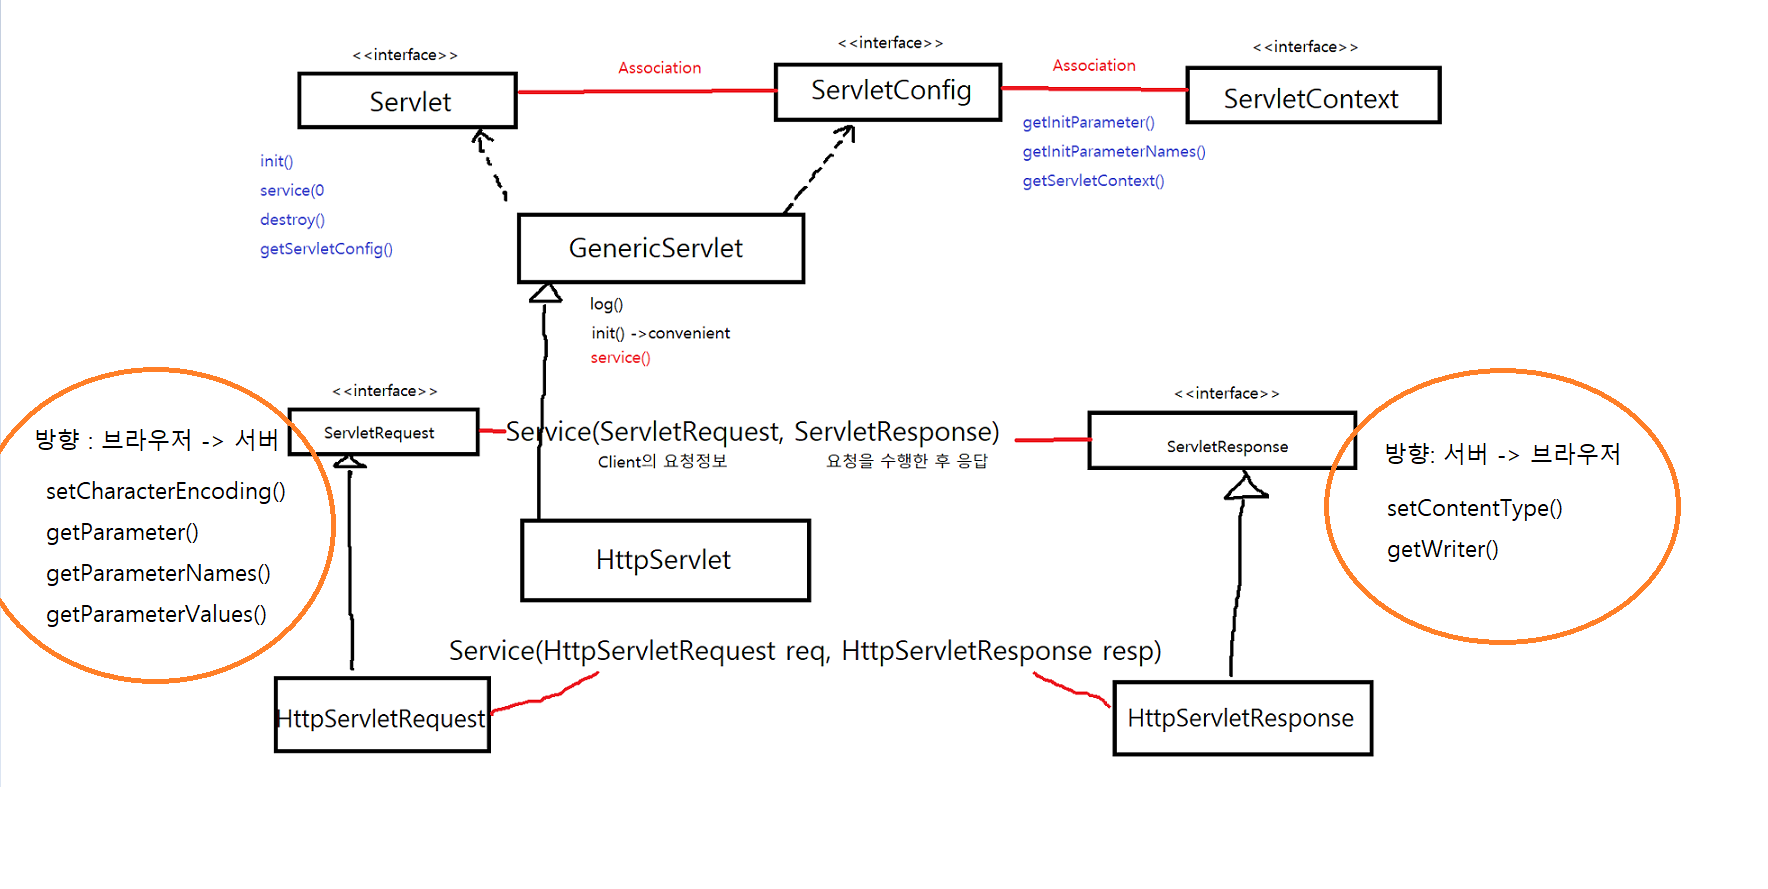 <<interface>>
<<interface>>
<<interface>>
Servlet
Association
ServletConfig
Association
ServletContext
init()
service(0
destroy()
getServletConfig()
getInitParameter()
getInitParameterNames()
getServletContext()
GenericServlet
log()
init() ->convenient
service()
<<interface>>
<<interface>>
방향 : 브라우저 -> 서버
setCharacterEncoding()
getParameter()
getParameterNames()
getParameterValues()
ServletRequest
Service(ServletRequest, ServletResponse)
Client의 요청정보
요청을 수행한 후 응답
ServletResponse
방향: 서버 -> 브라우저
setContentType()
getWriter()
HttpServlet
Service(HttpServletRequest req, HttpServletResponse resp)
HttpServletRequest
HttpServletResponse